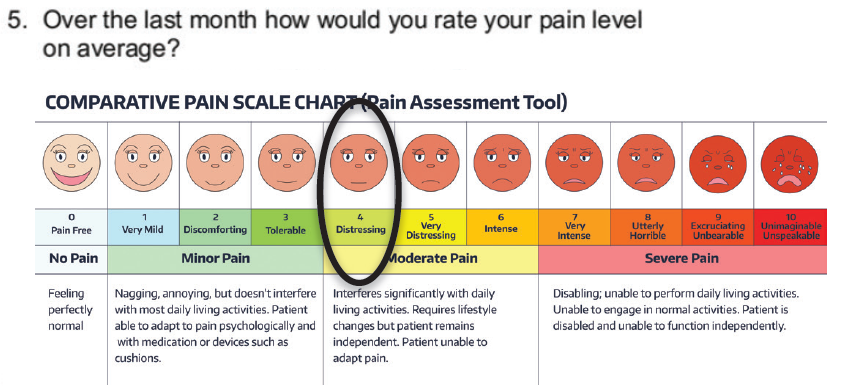 5. Over the last month how would you rate your pain level
on average?
COMPARATIVE PAIN SCALE CHART (Pain Assessment Tool)
0
Pain Free
1
Very Mild
2
Discomforting
3
Tolerable
4
Distressing
5
Very
Distressing
6
Intense
7
Very
Intense
8
Utterly
Horrible
9
Excruciating
Unbearable
10
Unimaginable
Unspeakable
No Pain
Minor Pain
Moderate Pain
Severe Pain
Feeling
perfectly
normal
Nagging, annoying, but doesn't interfere
with most daily living activities. Patient
able to adapt to pain psychologically and
with medication or devices such as
cushions.
Interferes significantly with daily
living activities. Requires lifestyle
changes but patient remains
independent. Patient unable to
adapt pain.
Disabling; unable to perform daily living activities.
Unable to engage in normal activities. Patient is
disabled and unable to function independently.